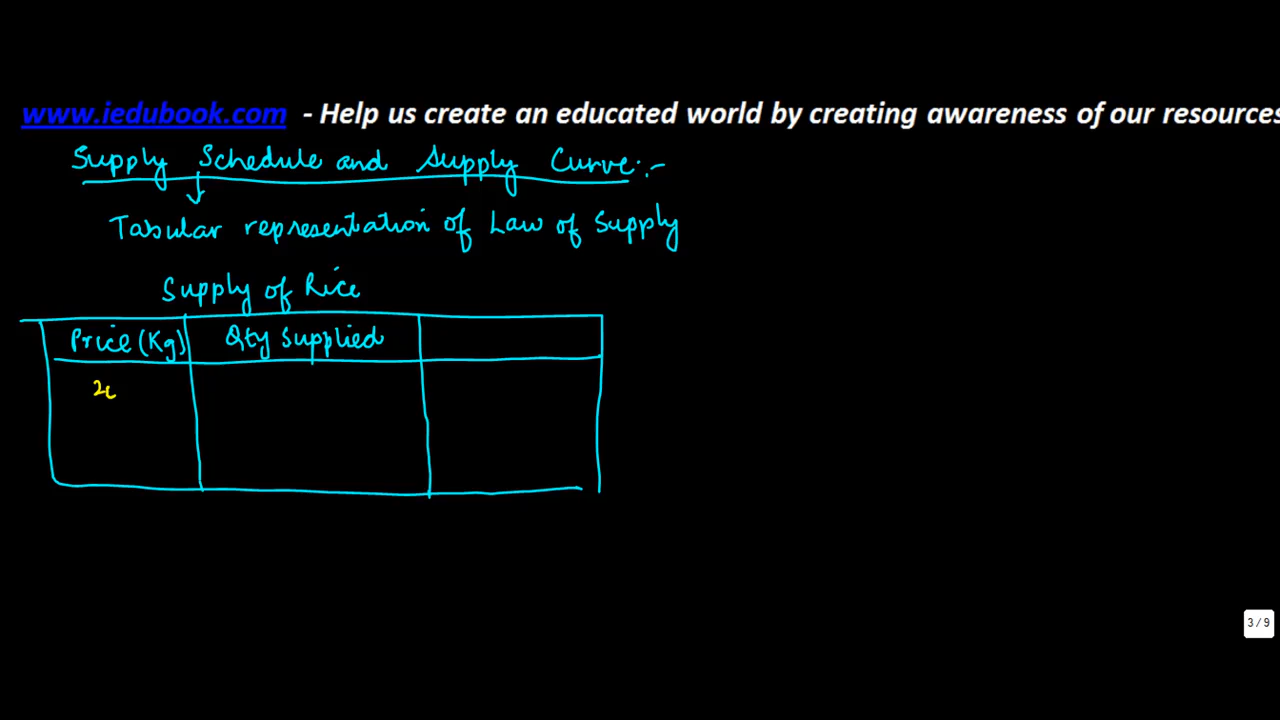 www.iedubook.com - Help us create an educated world by creating awareness of our resources
Supply Schedule and Supply Curve:-
Tabular representation of Law of Supply
Supply of Rice
Price (Kg) Qty Supplied
3/9